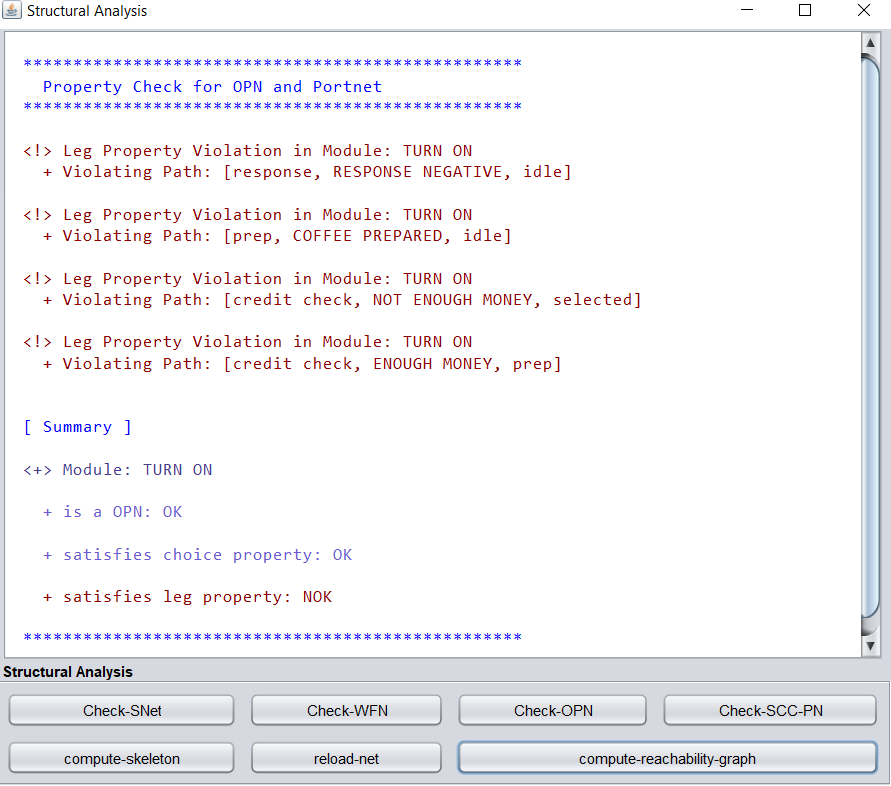 Structural Analysis
**************************************************
Property Check for OPN and Portnet
**************************************************
<!> Leg Property Violation in Module: TURN ON
+ Violating Path: [response, RESPONSE NEGATIVE, idle]
<!> Leg Property Violation in Module: TURN ON
+ Violating Path: [prep, COFFEE PREPARED, idle]
<!> Leg Property Violation in Module: TURN ON
+ Violating Path: [credit check, NOT ENOUGH MONEY, selected]
<!> Leg Property Violation in Module: TURN ON
+ Violating Path: [credit check, ENOUGH MONEY, prep]
[ Summary ]
<+> Module: TURN ON
+ is a OPN: OK
+ satisfies choice property: OK
+ satisfies leg property: NOK
**************************************************
Structural Analysis
Check-SNet Check-WFN Check-OPN Check-SCC-PN
compute-skeleton reload-net compute-reachability-graph